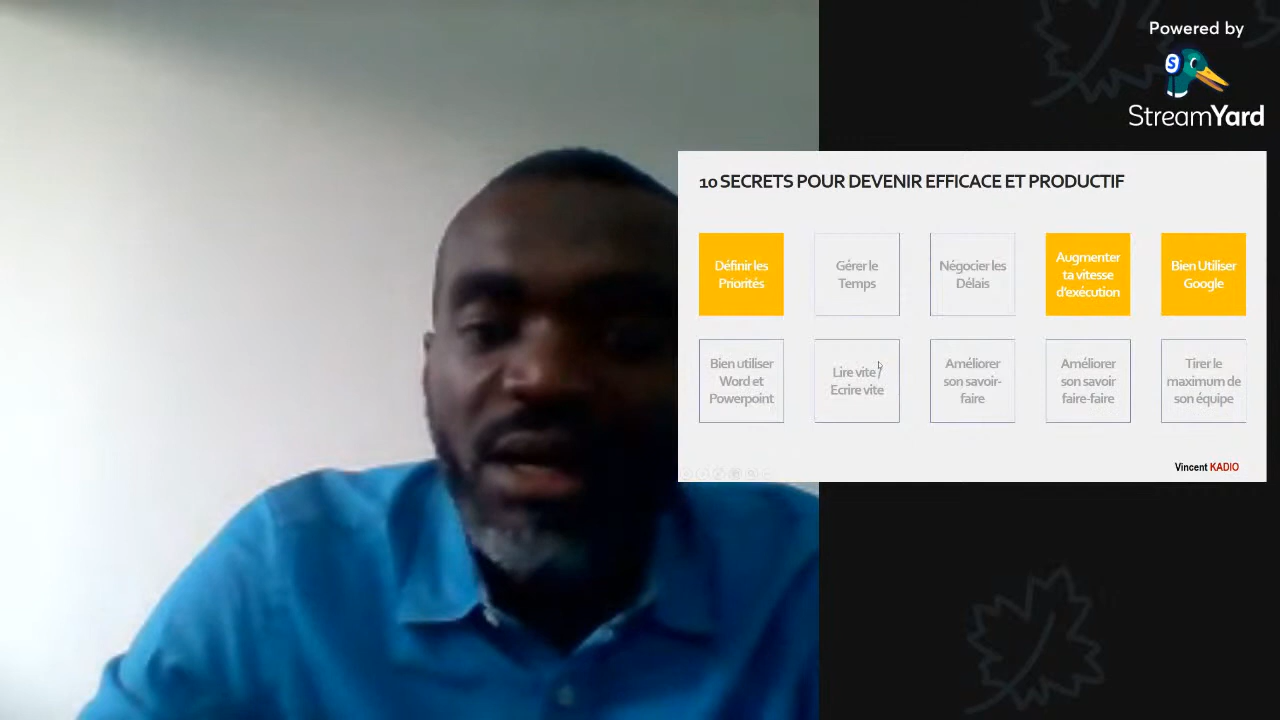 Powered by
StreamYard
10 SECRETS POUR DEVENIR EFFICACE ET PRODUCTIF
Définir les
Priorités
Gérer le
Temps
Négocier les
Délais
Augmenter
ta vitesse
d'exécution
Bien Utiliser
Google
Bien utiliser
Word et
Powerpoint
Lire vite /
Ecrire vite
Améliorer
son savoir-
faire
Améliorer
son savoir
faire-faire
Tirer le
maximum de
son équipe
Vincent KADIO